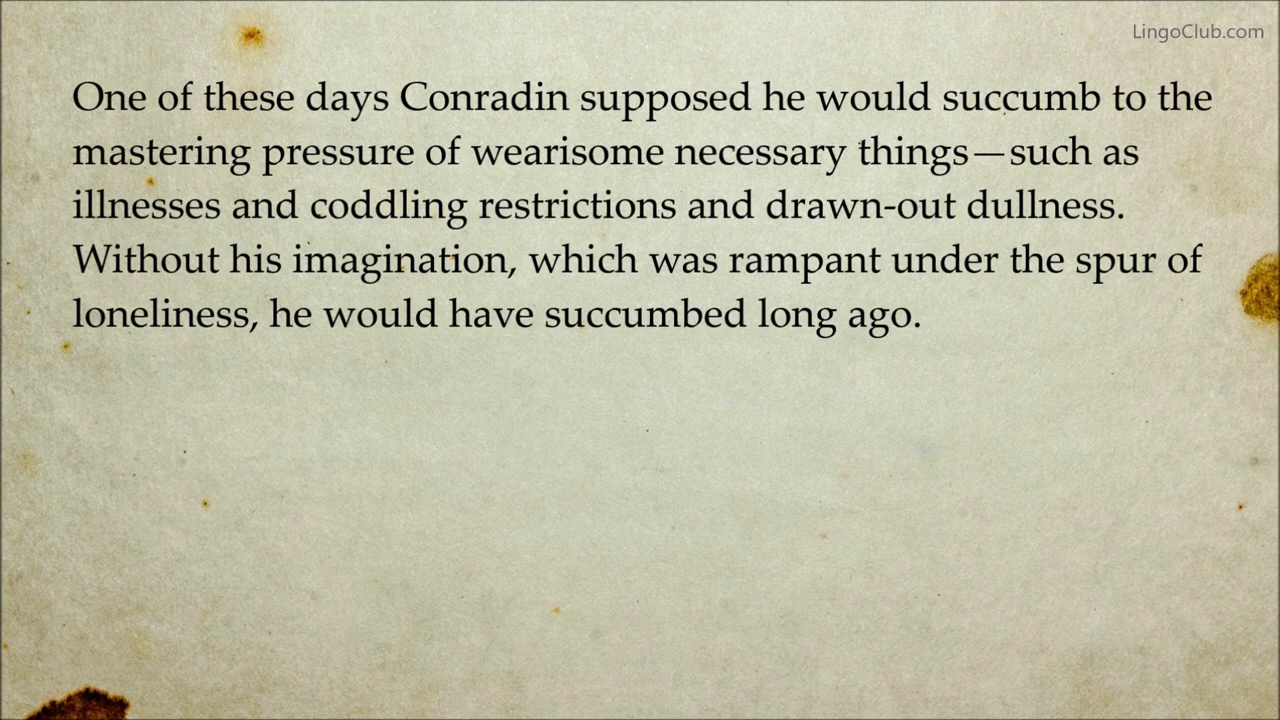 LingoClub.com
One of these days Conradin supposed he would succumb to the
mastering pressure of wearisome necessary things—such as
illnesses and coddling restrictions and drawn-out dullness.
Without his imagination, which was rampant under the spur of
loneliness, he would have succumbed long ago.